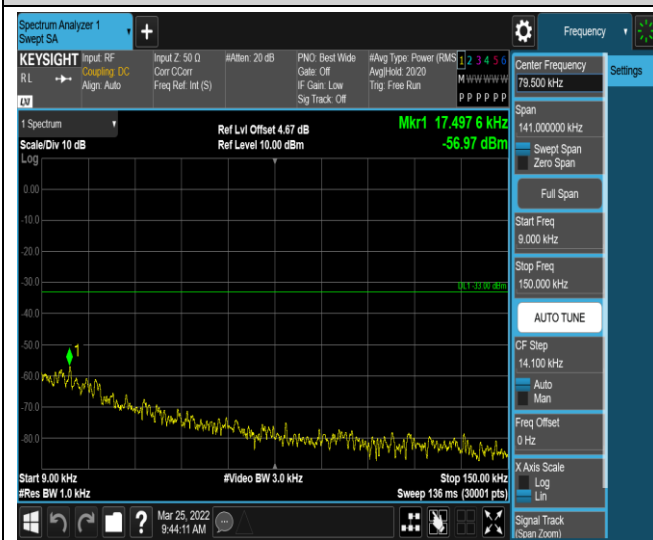 Spectrum Analyzer 1
Swept SA
Frequency
KEYSIGHT
RL
LXI
Input: RF
Coupling: DC
Align: Auto
Input Z: 50 Ω
Corr CCorr
Freq Ref: Int (S)
#Atten: 20 dB
PNO: Best Wide
Gate: Off
IF Gain: Low
Sig Track: Off
#Avg Type: Power (RMS
Avg|Hold: 20/20
Trig: Free Run
1 2 3 4 5 6
M W W W W W
P P P P P P
1 Spectrum
Scale/Div 10 dB
Log
Ref Lvl Offset 4.67 dB
Ref Level 10.00 dBm
Mkr1 17.497 6 kHz
-56.97 dBm
0.00
-10.0
-20.0
-30.0
DL1 -33.00 dBm
-40.0
-50.0
1
-60.0
-70.0
-80.0
Start 9.00 kHz
#Res BW 1.0 kHz
#Video BW 3.0 kHz
Stop 150.00 kHz
Sweep 136 ms (30001 pts)
Mar 25, 2022
9:44:11 AM
Center Frequency
79.500 kHz
Settings
Span
141.000000 kHz
Swept Span
Zero Span
Full Span
Start Freq
9.000 kHz
Stop Freq
150.000 kHz
AUTO TUNE
CF Step
14.100 kHz
Auto
Man
Freq Offset
0 Hz
X Axis Scale
Log
Lin
Signal Track
(Span Zoom)